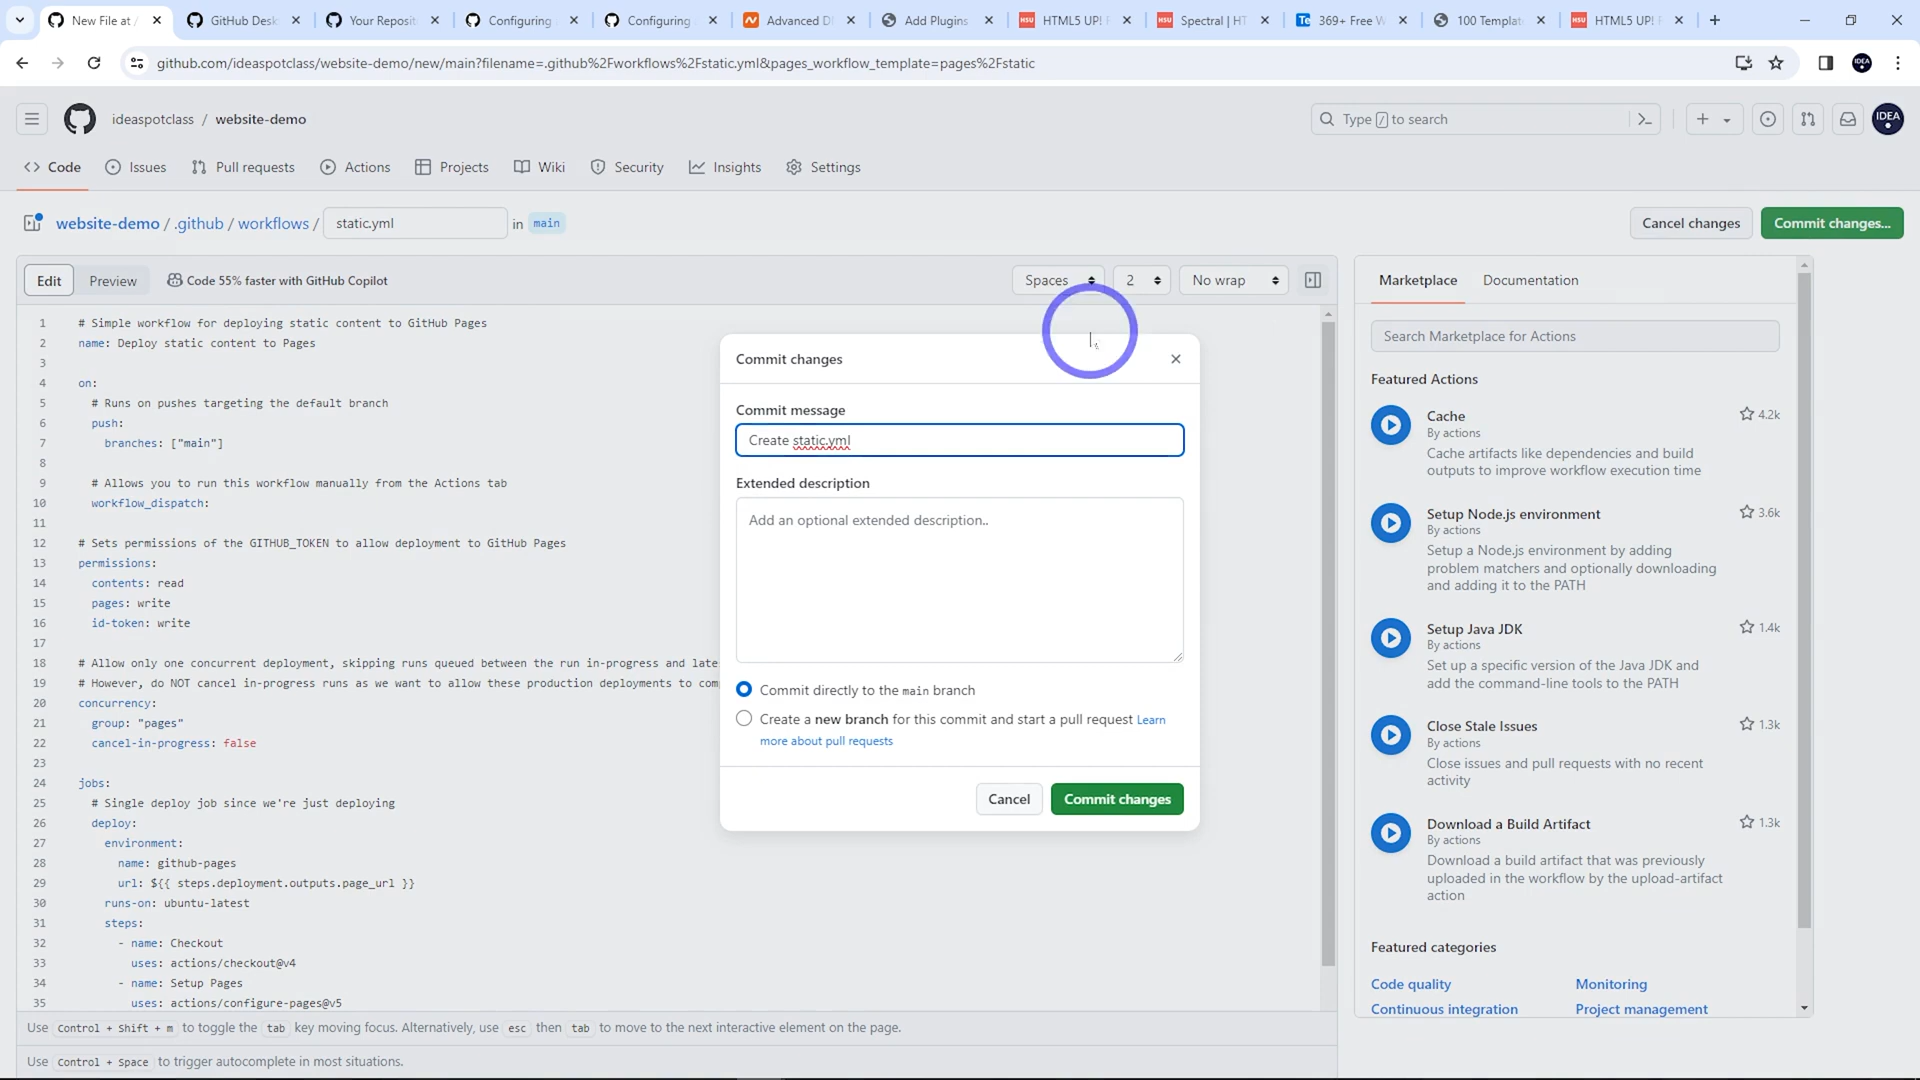 New File at /
GitHub Desk
Your Reposit
Configuring
Configuring
Advanced D
Add Plugins
HTML5 UP! F
Spectral | HT
369+ Free W
100 Templat
HTML5 UP! F
github.com/ideaspotclass/website-demo/new/main?filename=.github%2Fworkflows%2Fstatic.yml&pages_workflow_template=pages%2Fstatic
IDEA
ideaspotclass / website-demo
Type / to search
IDEA
Code
Issues
Pull requests
Actions
Projects
Wiki
Security
Insights
Settings
website-demo / .github / workflows / static.yml in main
Cancel changes
Commit changes...
Edit
Preview
Code 55% faster with GitHub Copilot
Spaces
2
No wrap
1 # Simple workflow for deploying static content to GitHub Pages
2 name: Deploy static content to Pages
3
4 on:
5 # Runs on pushes targeting the default branch
6 push:
7 branches: ["main"]
8
9 # Allows you to run this workflow manually from the Actions tab
10 workflow_dispatch:
11
12 # Sets permissions of the GITHUB_TOKEN to allow deployment to GitHub Pages
13 permissions:
14 contents: read
15 pages: write
16 id-token: write
17
18 # Allow only one concurrent deployment, skipping runs queued between the run in-progress and late
19 # However, do NOT cancel in-progress runs as we want to allow these production deployments to com
20 concurrency:
21 group: "pages"
22 cancel-in-progress: false
23
24 jobs:
25 # Single deploy job since we're just deploying
26 deploy:
27 environment:
28 name: github-pages
29 url: ${{ steps.deployment.outputs.page_url }}
30 runs-on: ubuntu-latest
31 steps:
32 - name: Checkout
33 uses: actions/checkout@v4
34 - name: Setup Pages
35 uses: actions/configure-pages@v5
Use Control + Shift + m to toggle the tab key moving focus. Alternatively, use esc then tab to move to the next interactive element on the page.
Use Control + Space to trigger autocomplete in most situations.
Commit changes
Commit message
Create static.yml
Extended description
Add an optional extended description..
Commit directly to the main branch
Create a new branch for this commit and start a pull request Learn
more about pull requests
Cancel
Commit changes
Marketplace
Documentation
Search Marketplace for Actions
Featured Actions
Cache
4.2k
By actions
Cache artifacts like dependencies and build
outputs to improve workflow execution time
Setup Node.js environment
3.6k
By actions
Setup a Node.js environment by adding
problem matchers and optionally downloading
and adding it to the PATH
Setup Java JDK
1.4k
By actions
Set up a specific version of the Java JDK and
add the command-line tools to the PATH
Close Stale Issues
1.3k
By actions
Close issues and pull requests with no recent
activity
Download a Build Artifact
1.3k
By actions
Download a build artifact that was previously
uploaded in the workflow by the upload-artifact
action
Featured categories
Code quality
Monitoring
Continuous integration
Project management